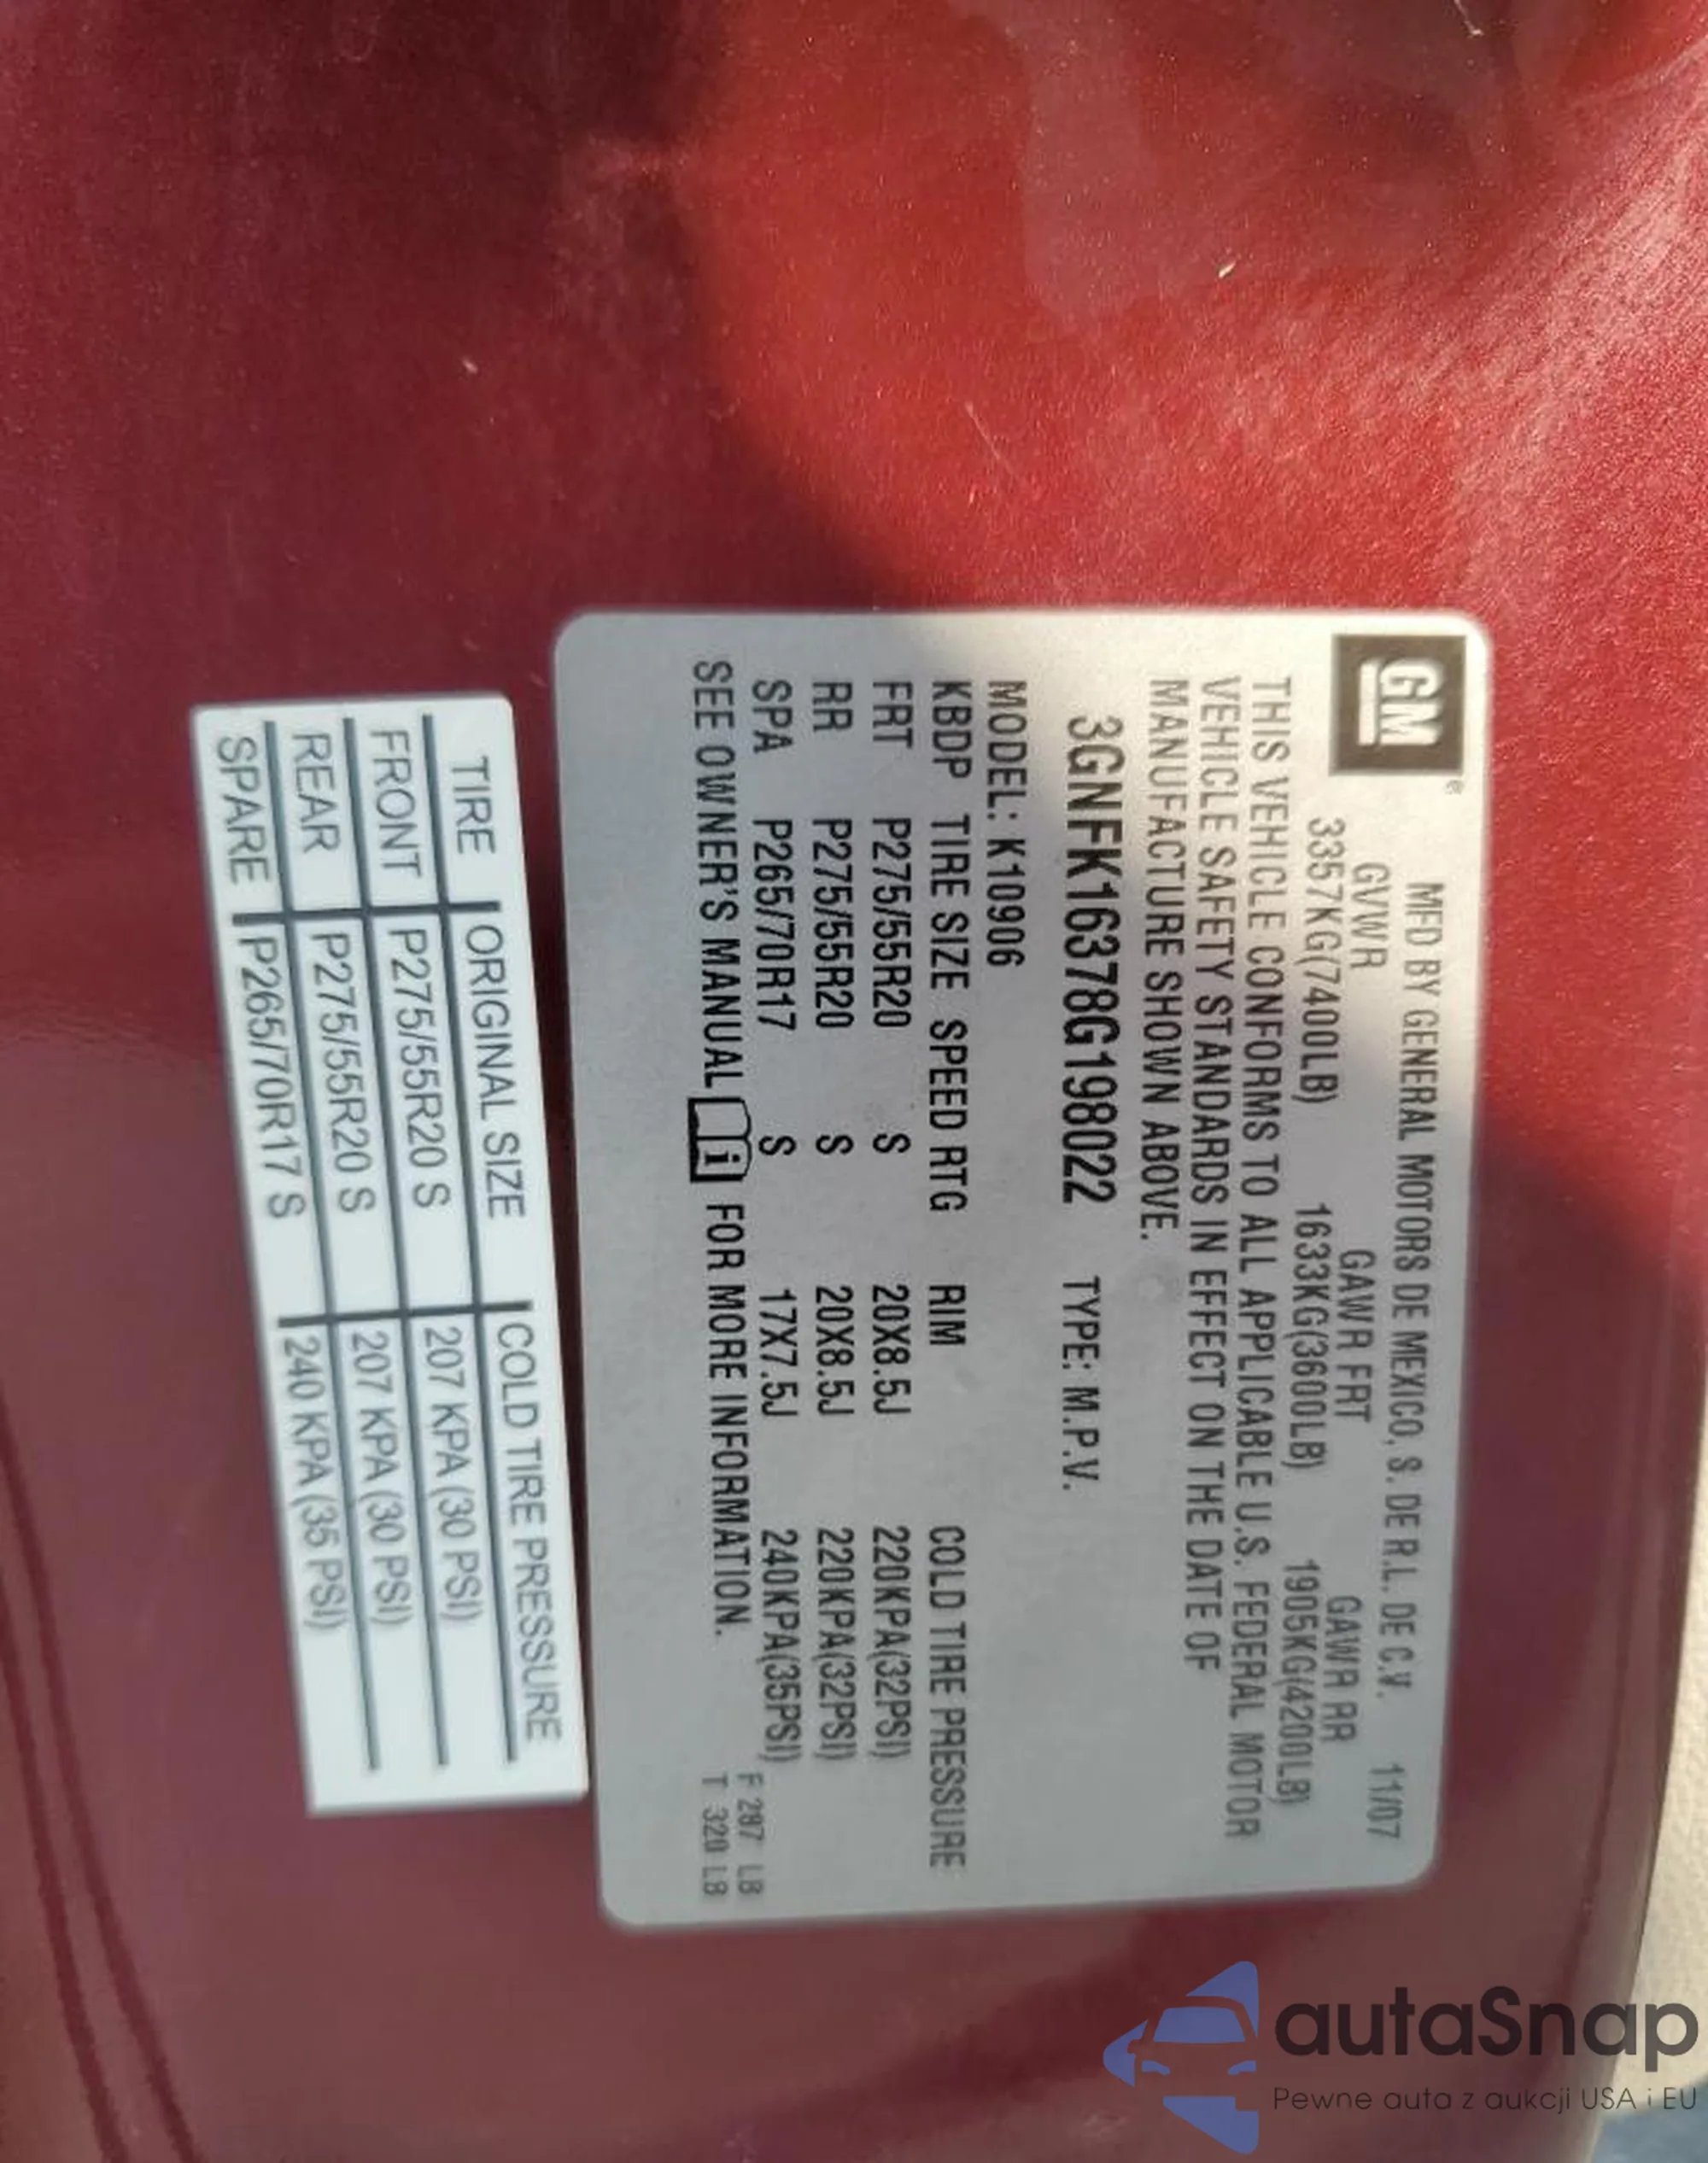 GM
MFD BY GENERAL MOTORS DE MEXICO, S. DE R.L. DE C.V. 11/07
GVWR GAWR FRT GAWR RR
3357KG(7400LB) 1633KG(3600LB) 1905KG(4200LB)
THIS VEHICLE CONFORMS TO ALL APPLICABLE U.S. FEDERAL MOTOR
VEHICLE SAFETY STANDARDS IN EFFECT ON THE DATE OF
MANUFACTURE SHOWN ABOVE.
3GNFK16378G198022 TYPE: M.P.V.
MODEL: K10906
KBDP TIRE SIZE SPEED RTG RIM COLD TIRE PRESSURE
FRT P275/55R20 S 20X8.5J 220KPA(32PSI)
RR P275/55R20 S 20X8.5J 220KPA(32PSI)
SPA P265/70R17 S 17X7.5J 240KPA(35PSI)
SEE OWNER'S MANUAL i FOR MORE INFORMATION.
F 287 LB
T 320 LB
TIRE ORIGINAL SIZE COLD TIRE PRESSURE
FRONT P275/55R20 S 207 KPA (30 PSI)
REAR P275/55R20 S 207 KPA (30 PSI)
SPARE P265/70R17 S 240 KPA (35 PSI)
autaSnap
Pewne auta z aukcji USA i EU